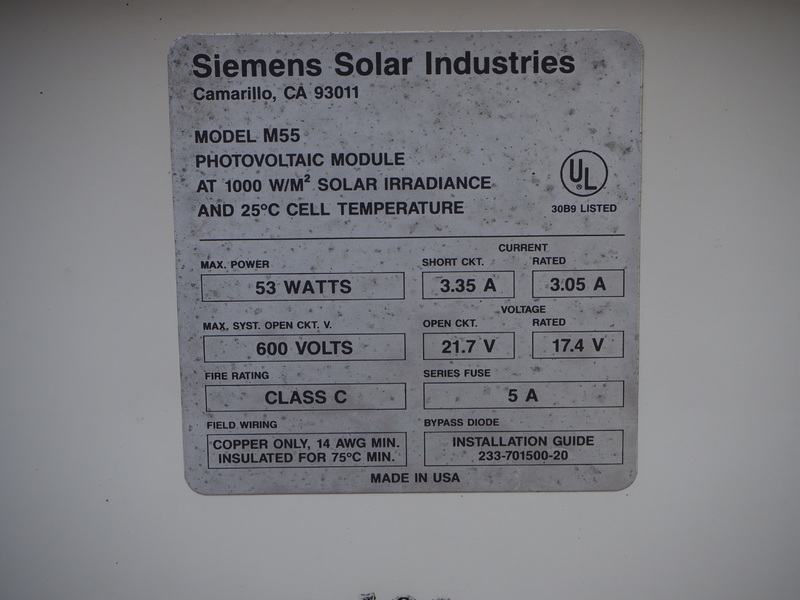 Siemens Solar Industries
Camarillo, CA 93011
MODEL M55
PHOTOVOLTAIC MODULE
AT 1000 W/M² SOLAR IRRADIANCE
AND 25°C CELL TEMPERATURE
UL
®
30B9 LISTED
CURRENT
MAX. POWER SHORT CKT. RATED
53 WATTS 3.35 A 3.05 A
VOLTAGE
MAX. SYST. OPEN CKT. V. OPEN CKT. RATED
600 VOLTS 21.7 V 17.4 V
FIRE RATING SERIES FUSE
CLASS C 5 A
FIELD WIRING BYPASS DIODE
COPPER ONLY, 14 AWG MIN. INSTALLATION GUIDE
INSULATED FOR 75°C MIN. 233-701500-20
MADE IN USA